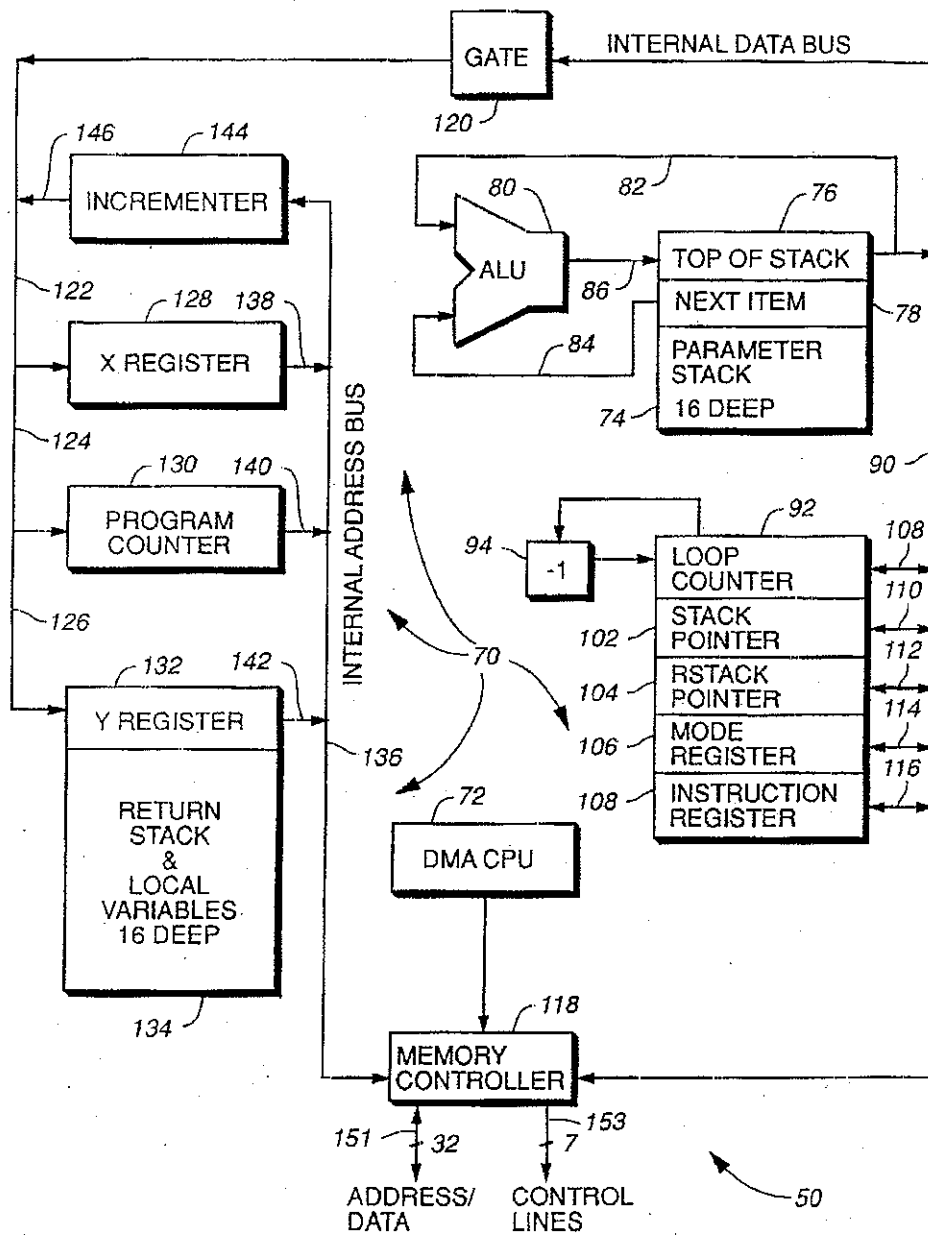 GATE
INTERNAL DATA BUS
120
146
144
INCREMENTER
82
80
76
ALU
TOP OF STACK
86
NEXT ITEM
78
84
PARAMETER
STACK
16 DEEP
74
122
128
138
X REGISTER
124
INTERNAL ADDRESS BUS
90
130
140
PROGRAM
COUNTER
94
-1
92
LOOP
COUNTER
108
110
102
STACK
POINTER
112
104
RSTACK
POINTER
114
106
MODE
REGISTER
116
108
INSTRUCTION
REGISTER
126
70
132
142
Y REGISTER
136
RETURN
STACK
&
LOCAL
VARIABLES
16 DEEP
134
72
DMA CPU
118
MEMORY
CONTROLLER
151
32
153
7
ADDRESS/
DATA
CONTROL
LINES
50